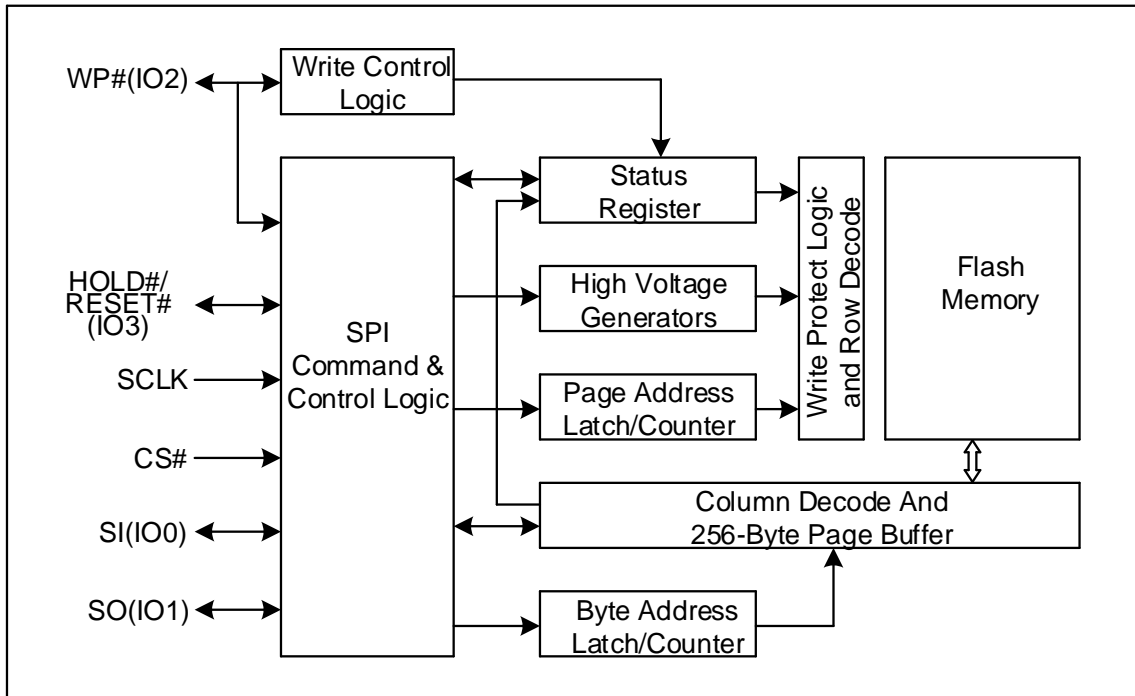 WP#(IO2)
Write Control
Logic
Status
Register
HOLD#/
RESET#
(IO3)
High Voltage
Generators
Write Protect Logic
and Row Decode
Flash
Memory
SPI
Command &
Control Logic
SCLK
Page Address
Latch/Counter
CS#
Column Decode And
256-Byte Page Buffer
SI(IO0)
SO(IO1)
Byte Address
Latch/Counter